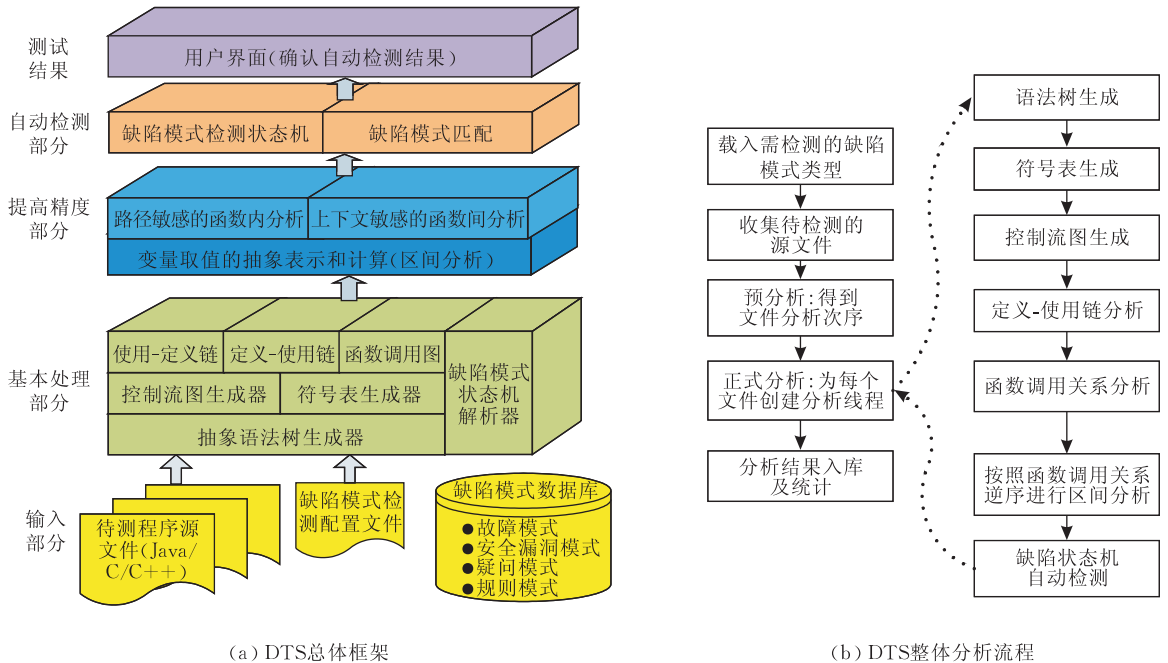 测试
结果
用户界面(确认自动检测结果)
自动检测
部分
缺陷模式检测状态机
缺陷模式匹配
提高精度
部分
路径敏感的函数内分析
上下文敏感的函数间分析
变量取值的抽象表示和计算(区间分析)
基本处理
部分
使用-定义链
定义-使用链
函数调用图
控制流图生成器
符号表生成器
缺陷模式
状态机
解析器
抽象语法树生成器
输入
部分
待测程序源
文件(Java/
C/C++)
缺陷模式检
测配置文件
缺陷模式数据库
●故障模式
●安全漏洞模式
●疑问模式
●规则模式
(a) DTS总体框架
载入需检测的缺陷
模式类型
收集待检测的
源文件
预分析:得到
文件分析次序
正式分析:为每个
文件创建分析线程
分析结果入库
及统计
语法树生成
符号表生成
控制流图生成
定义-使用链分析
函数调用关系分析
按照函数调用关系
逆序进行区间分析
缺陷状态机
自动检测
(b) DTS整体分析流程